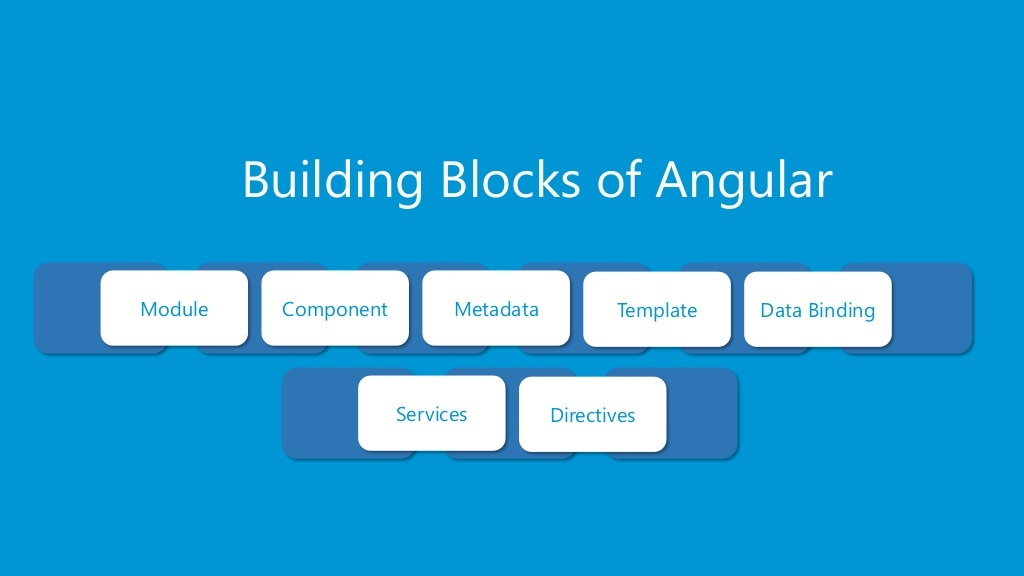 Building Blocks of Angular
Module Component Metadata Template Data Binding
Services Directives